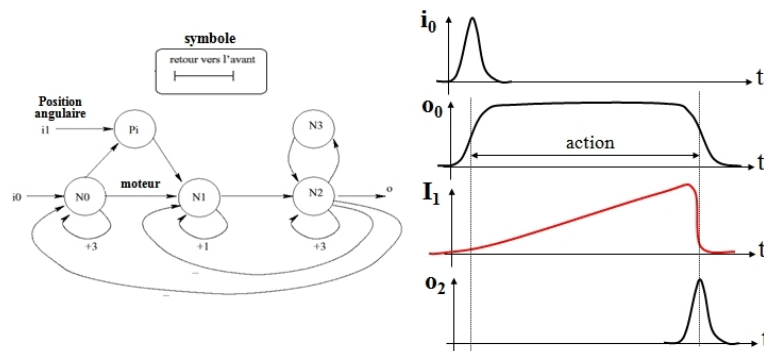 symbole
retour vers l'avant
Position
angulaire
i1
Pi
N3
i0
N0
moteur
N1
N2
o
+3
+1
+3
–
–
i0
t
o0
action
t
I1
t
o2
t